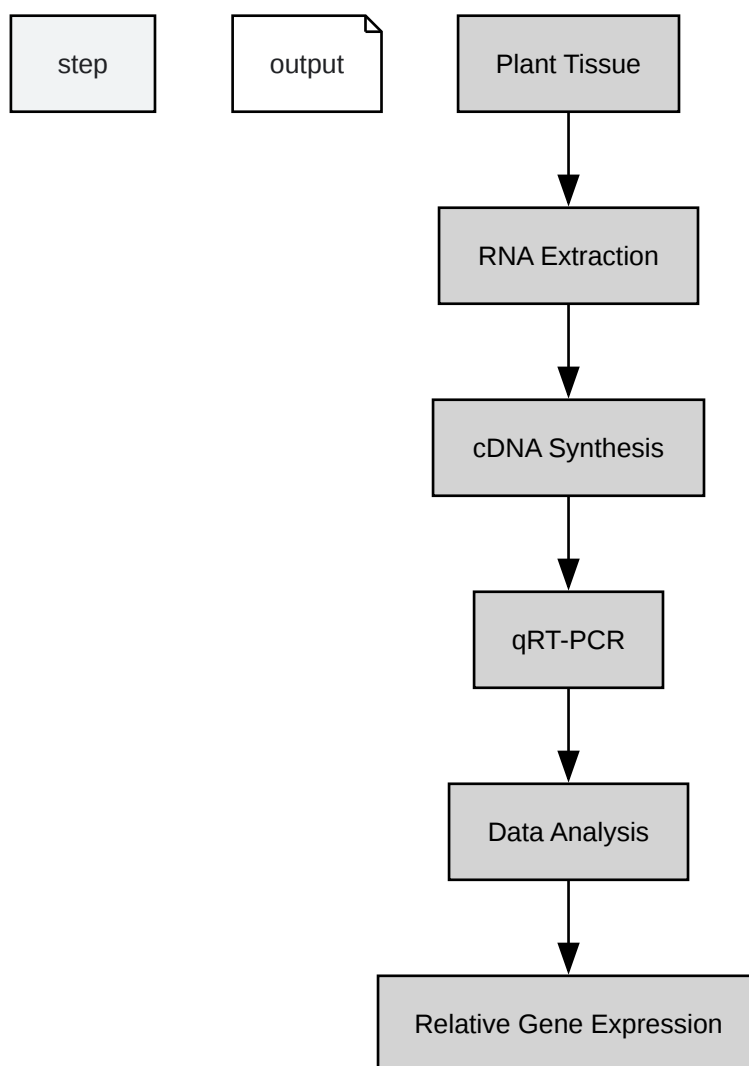 step
output
Plant Tissue
RNA Extraction
cDNA Synthesis
qRT-PCR
Data Analysis
Relative Gene Expression